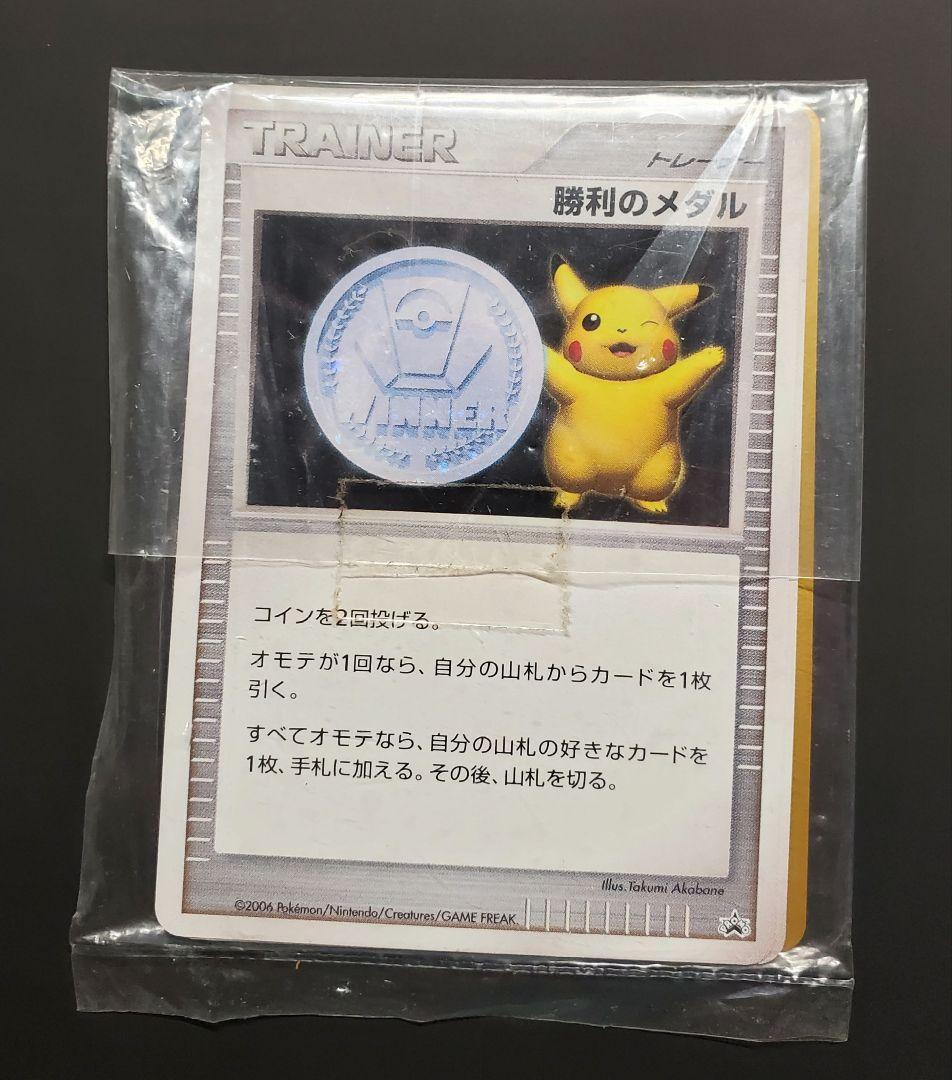 TRAINER
トレーナー
勝利のメダル
WINNER
コインを2回投げる。
オモテが1回なら、自分の山札からカードを1枚
引く。
すべてオモテなら、自分の山札の好きなカードを
1枚、手札に加える。その後、山札を切る。
Illus.Takumi Akabane
©2006 Pokémon/Nintendo/Creatures/GAME FREAK